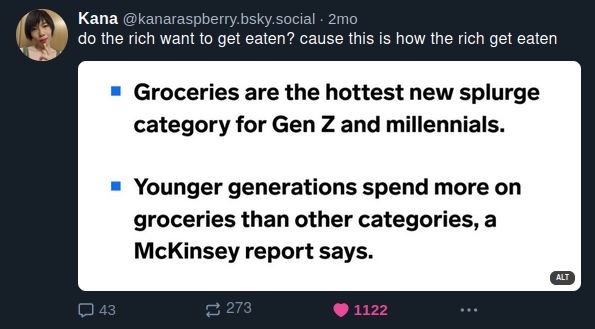 Kana @kanaraspberry.bsky.social · 2mo
do the rich want to get eaten? cause this is how the rich get eaten
Groceries are the hottest new splurge
category for Gen Z and millennials.
Younger generations spend more on
groceries than other categories, a
McKinsey report says.
ALT
43 273 1122